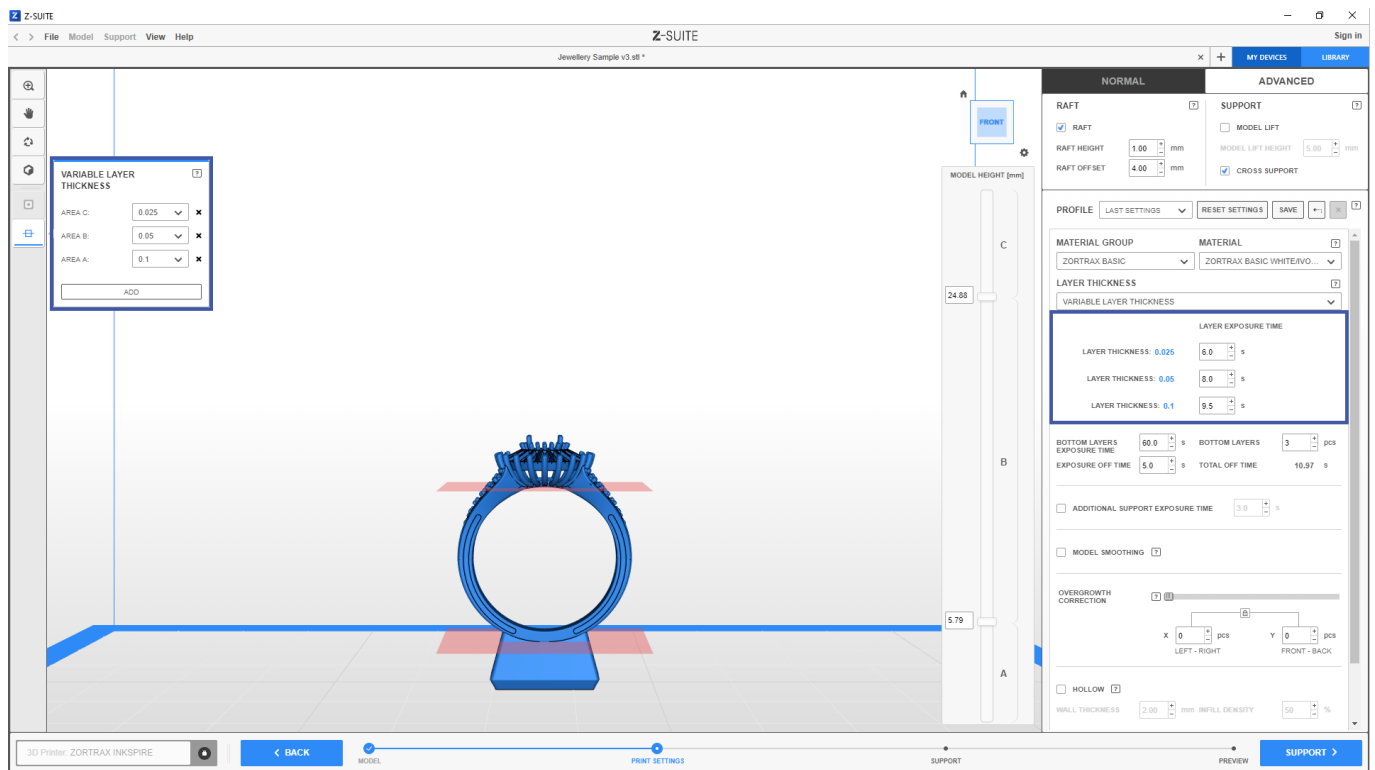 Z-SUITE
File Model Support View Help
Z-SUITE
Sign in
Jewellery Sample v3.stl *
MY DEVICES
LIBRARY
VARIABLE LAYER THICKNESS
?
AREA C: 0.025
AREA B: 0.05
AREA A: 0.1
ADD
FRONT
MODEL HEIGHT [mm]
C
24.88
B
5.79
A
NORMAL
ADVANCED
RAFT ?
RAFT
RAFT HEIGHT 1.00 mm
RAFT OFFSET 4.00 mm
SUPPORT ?
MODEL LIFT
MODEL LIFT HEIGHT 5.00 mm
CROSS SUPPORT
PROFILE LAST SETTINGS RESET SETTINGS SAVE ?
MATERIAL GROUP MATERIAL ?
ZORTRAX BASIC ZORTRAX BASIC WHITE/IVO...
LAYER THICKNESS ?
VARIABLE LAYER THICKNESS
LAYER EXPOSURE TIME
LAYER THICKNESS: 0.025 6.0 s
LAYER THICKNESS: 0.05 8.0 s
LAYER THICKNESS: 0.1 9.5 s
BOTTOM LAYERS EXPOSURE TIME 60.0 s BOTTOM LAYERS 3 pcs
EXPOSURE OFF TIME 5.0 s TOTAL OFF TIME 10.97 s
ADDITIONAL SUPPORT EXPOSURE TIME 3.0 s
MODEL SMOOTHING ?
OVERGROWTH CORRECTION ?
X 0 pcs Y 0 pcs
LEFT - RIGHT FRONT - BACK
HOLLOW ?
WALL THICKNESS 2.00 mm INFILL DENSITY 50 %
3D Printer: ZORTRAX INKSPIRE
< BACK
MODEL
PRINT SETTINGS
SUPPORT
PREVIEW
SUPPORT >